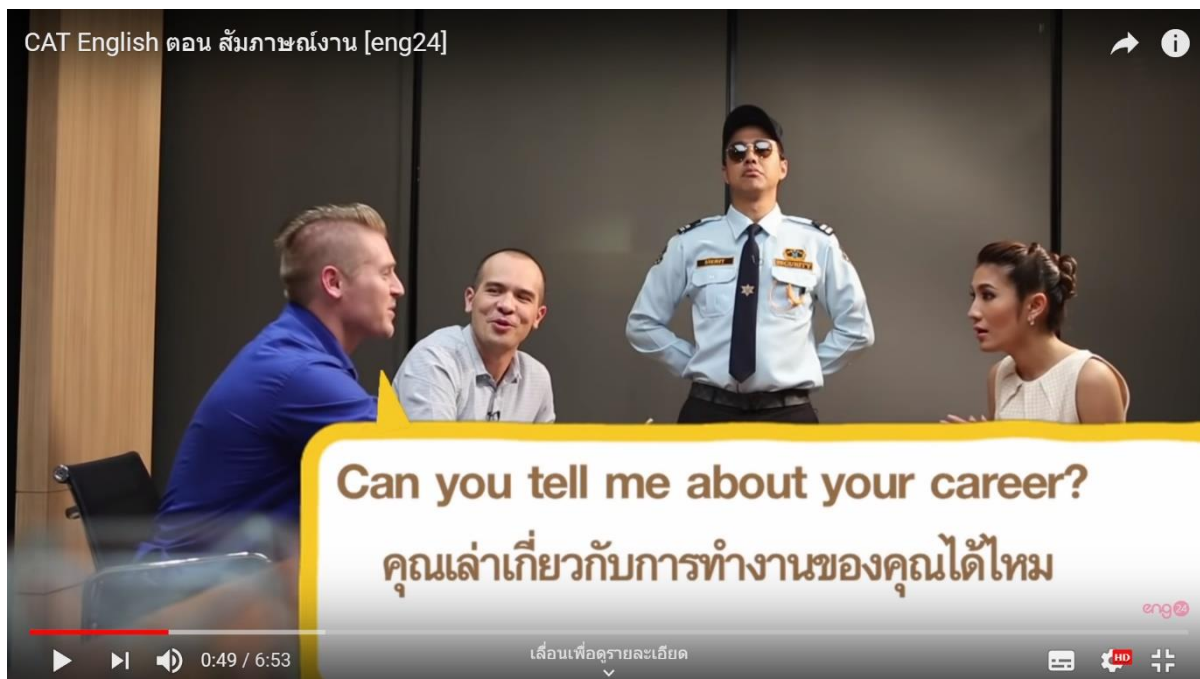 CAT English ตอน สัมภาษณ์งาน [eng24]
SECURITY
Can you tell me about your career?
คุณเล่าเกี่ยวกับการทำงานของคุณได้ไหม
eng24
0:49 / 6:53
เลื่อนเพื่อดูรายละเอียด
HD